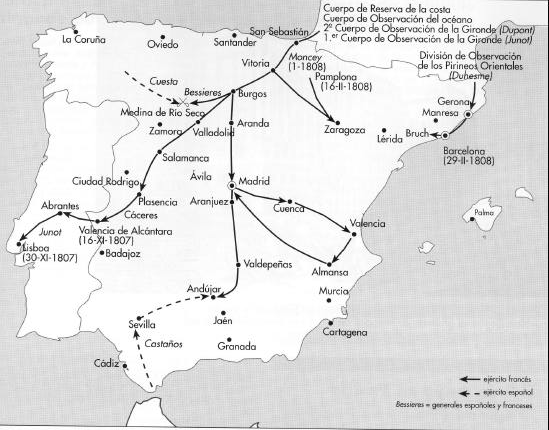 Cuerpo de Reserva de la costa
Cuerpo de Observación del océano
2º Cuerpo de Observación de la Gironde (Dupont)
1.er Cuerpo de Observación de la Gironde (Junot)
División de Observación
de los Pirineos Orientales
(Duhesme)
La Coruña
Oviedo
Santander
San Sebastián
Moncey
(1-1808)
Vitoria
Pamplona
(16-II-1808)
Cuesta
Bessieres
Burgos
Medina de Rio Seco
Zamora
Valladolid
Aranda
Zaragoza
Lérida
Gerona
Manresa
Bruch
Barcelona
(29-II-1808)
Salamanca
Ciudad Rodrigo
Ávila
Madrid
Plasencia
Aranjuez
Cuenca
Abrantes
Cáceres
Valencia
Palma
Junot
Valencia de Alcántara
(16-XI-1807)
Lisboa
(30-XI-1807)
Badajoz
Valdepeñas
Almansa
Andújar
Murcia
Sevilla
Jaén
Cartagena
Castaños
Granada
Cádiz
ejército francés
ejército español
Bessieres = generales españoles y franceses